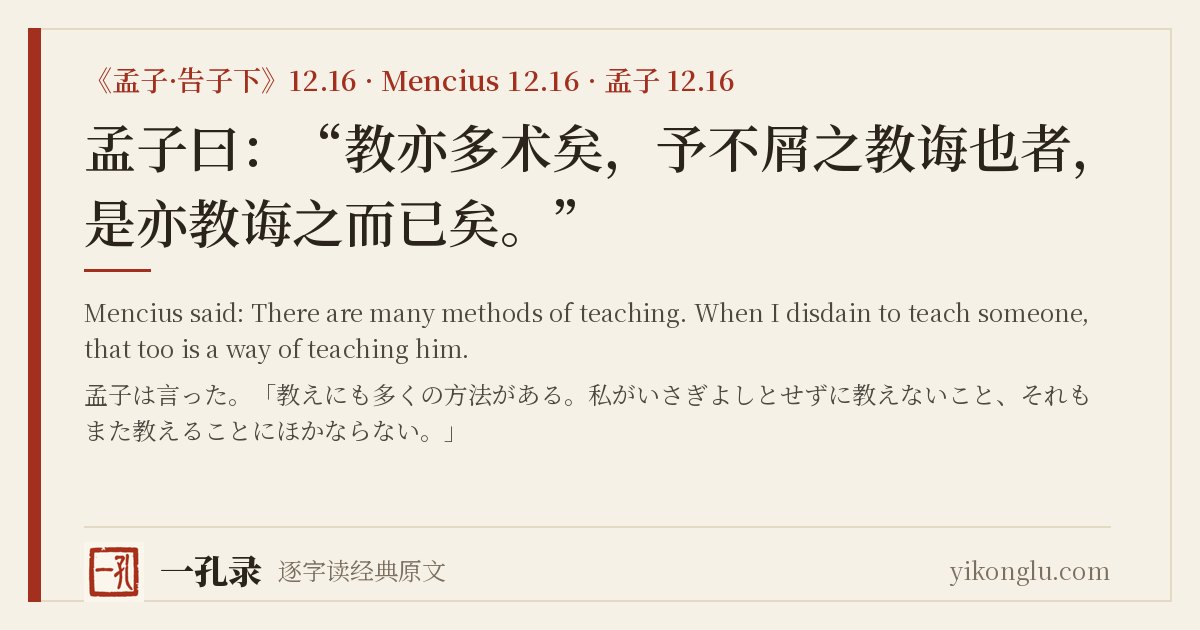 《孟子·告子下》12.16 · Mencius 12.16 · 孟子 12.16
孟子曰：“教亦多术矣，予不屑之教诲也者，
是亦教诲之而已矣。”
Mencius said: There are many methods of teaching. When I disdain to teach someone,
that too is a way of teaching him.
孟子は言った。「教えにも多くの方法がある。私がいさぎよしとせずに教えないこと、それも
また教えることにほかならない。」
一孔
一孔录 逐字读经典原文
yikonglu.com